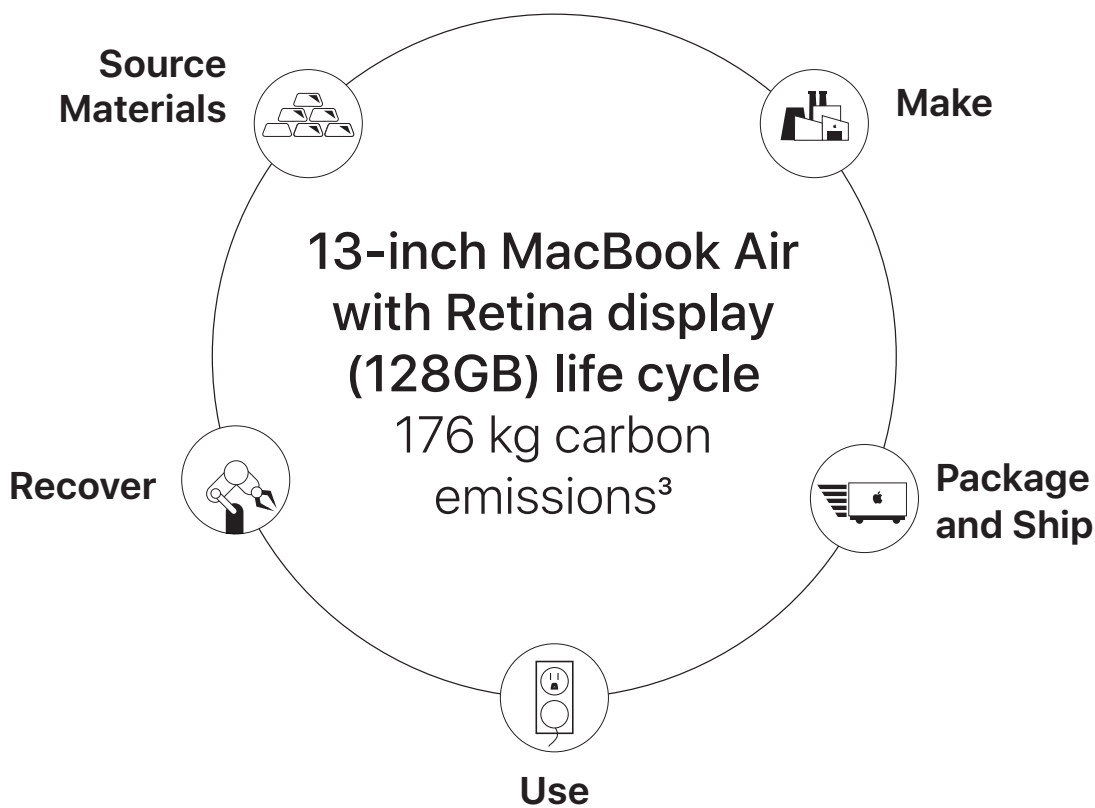 Source
Materials
Make
13-inch MacBook Air
with Retina display
(128GB) life cycle
176 kg carbon
emissions³
Recover
Package
and Ship
Use